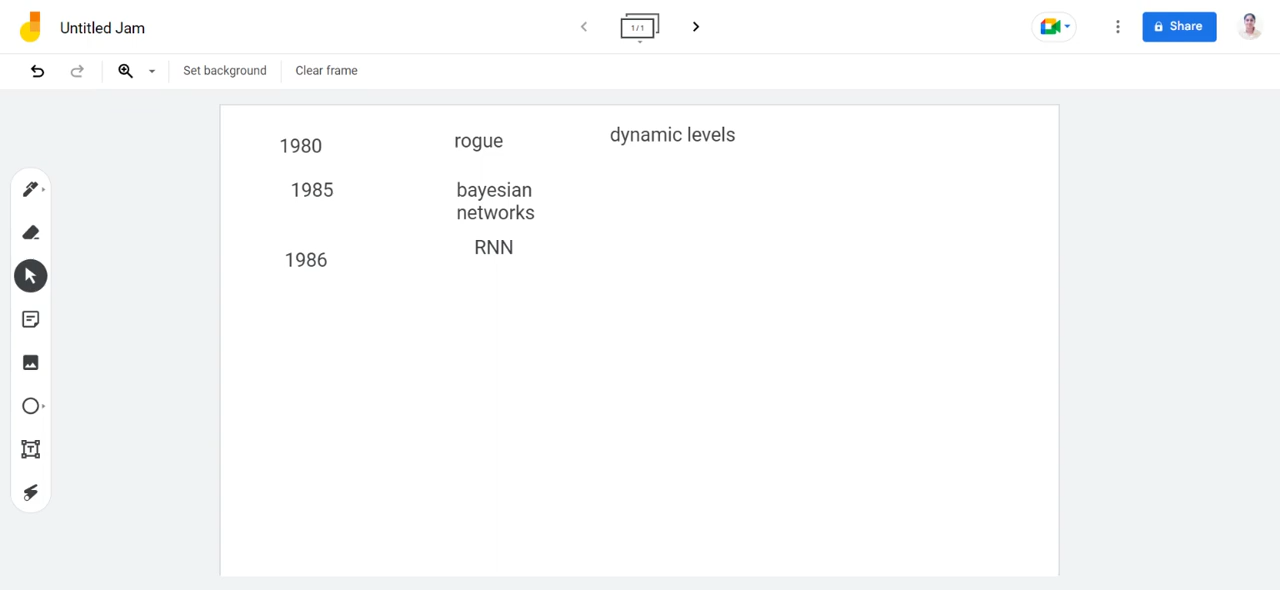 Untitled Jam
1/1
Share
Set background
Clear frame
1980 rogue dynamic levels
1985 bayesian
networks
1986 RNN